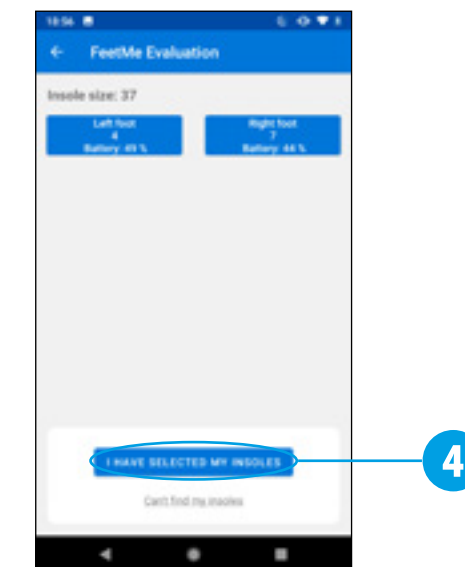 18:56
FeetMe Evaluation
Insole size: 37
Left foot
4
Battery: 49 %
Right foot
7
Battery: 44 %
I HAVE SELECTED MY INSOLES
Can't find my insoles
4